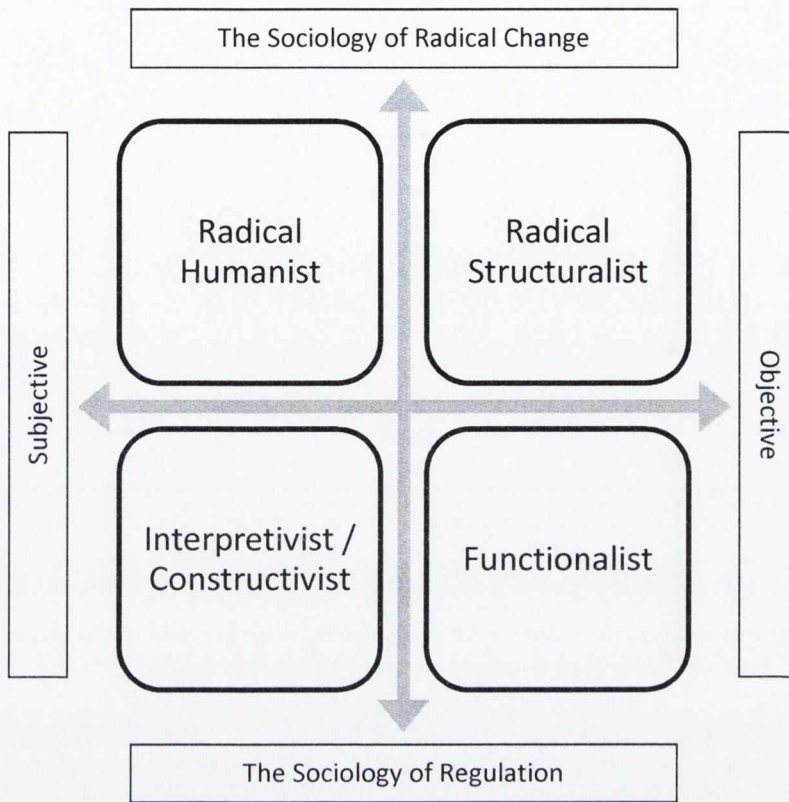 The Sociology of Radical Change
Radical
Humanist
Radical
Structuralist
Subjective
Objective
Interpretivist /
Constructivist
Functionalist
The Sociology of Regulation